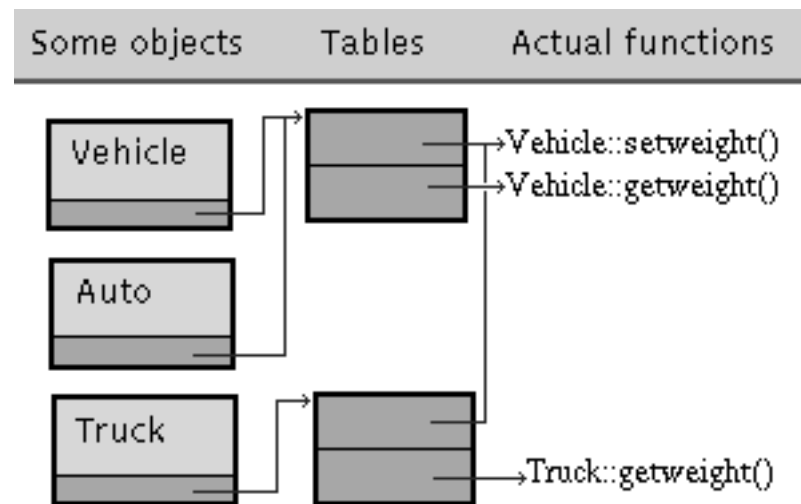 Some objects Tables Actual functions
Vehicle
Vehicle::setweight()
Vehicle::getweight()
Auto
Truck
Truck::getweight()